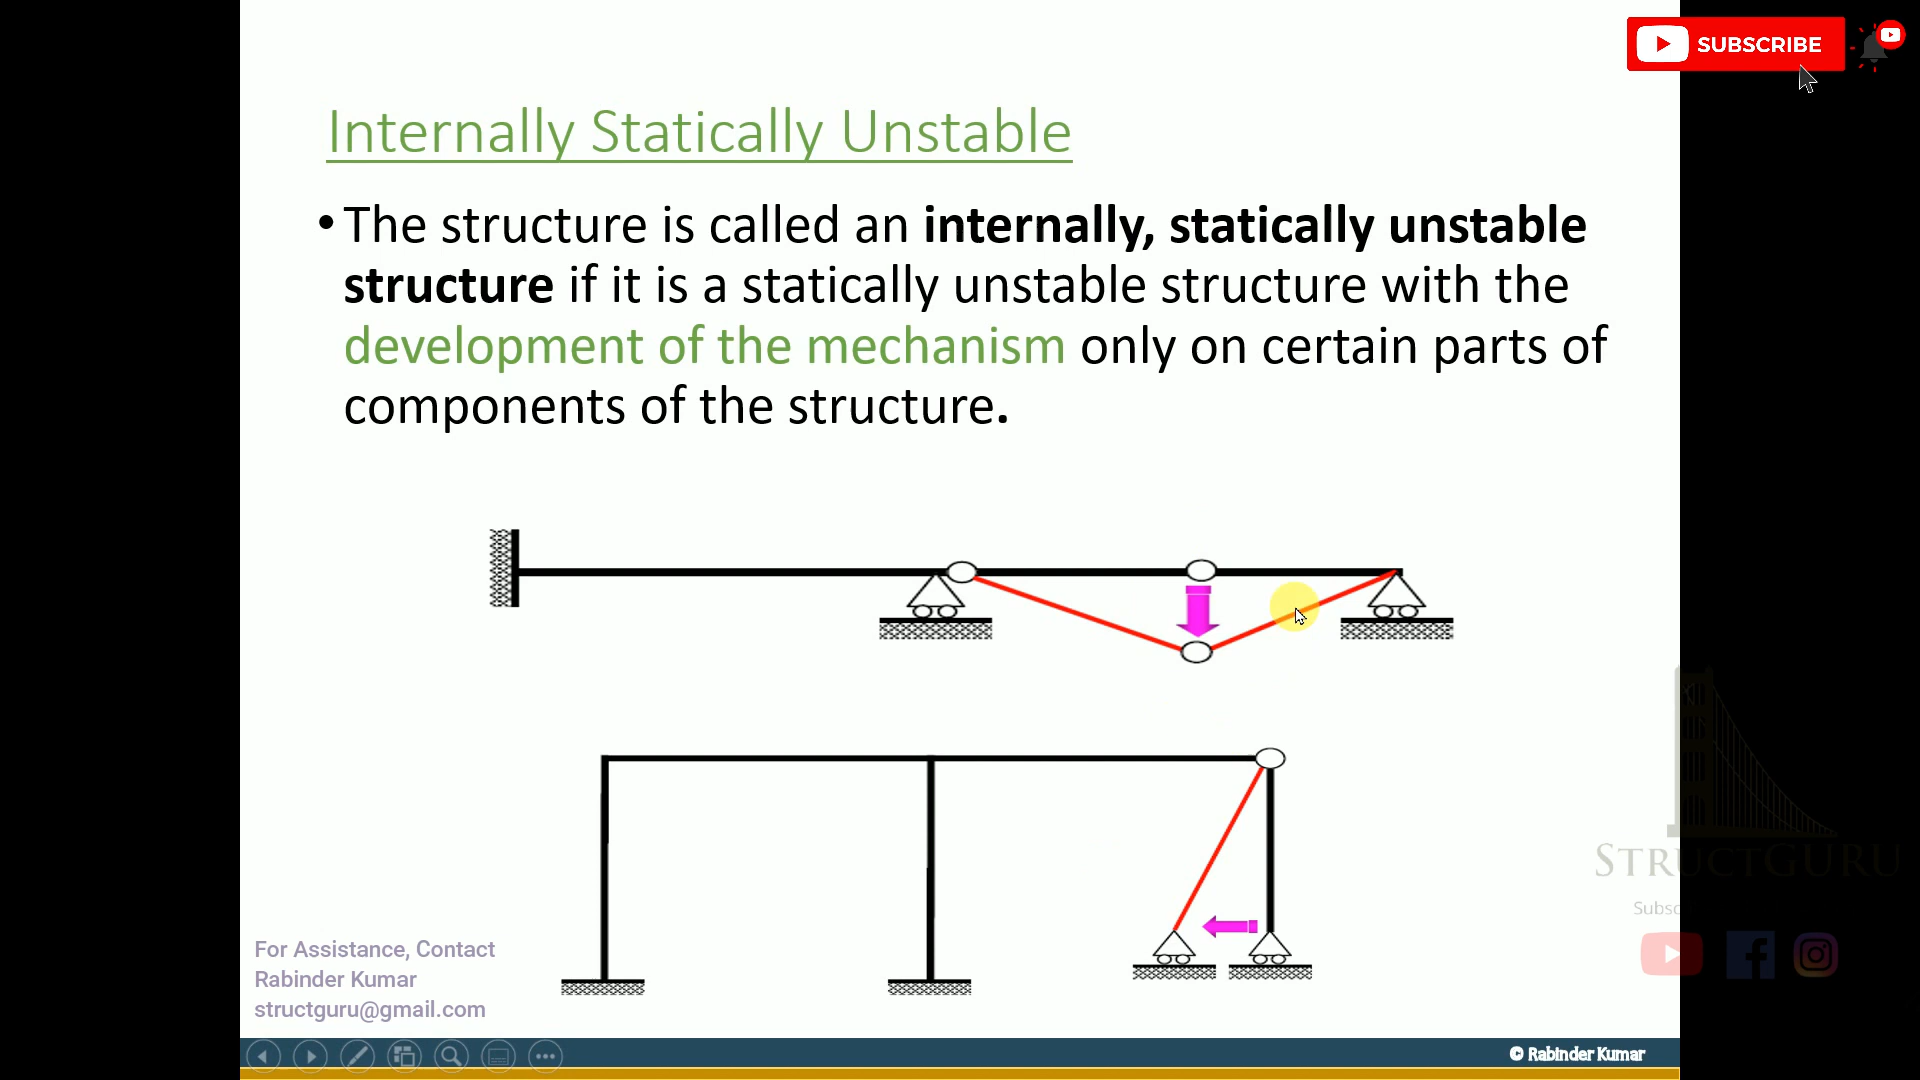 SUBSCRIBE
Internally Statically Unstable
• The structure is called an internally, statically unstable
structure if it is a statically unstable structure with the
development of the mechanism only on certain parts of
components of the structure.
STRUCTGURU
For Assistance, Contact
Rabinder Kumar
structguru@gmail.com
© Rabinder Kumar